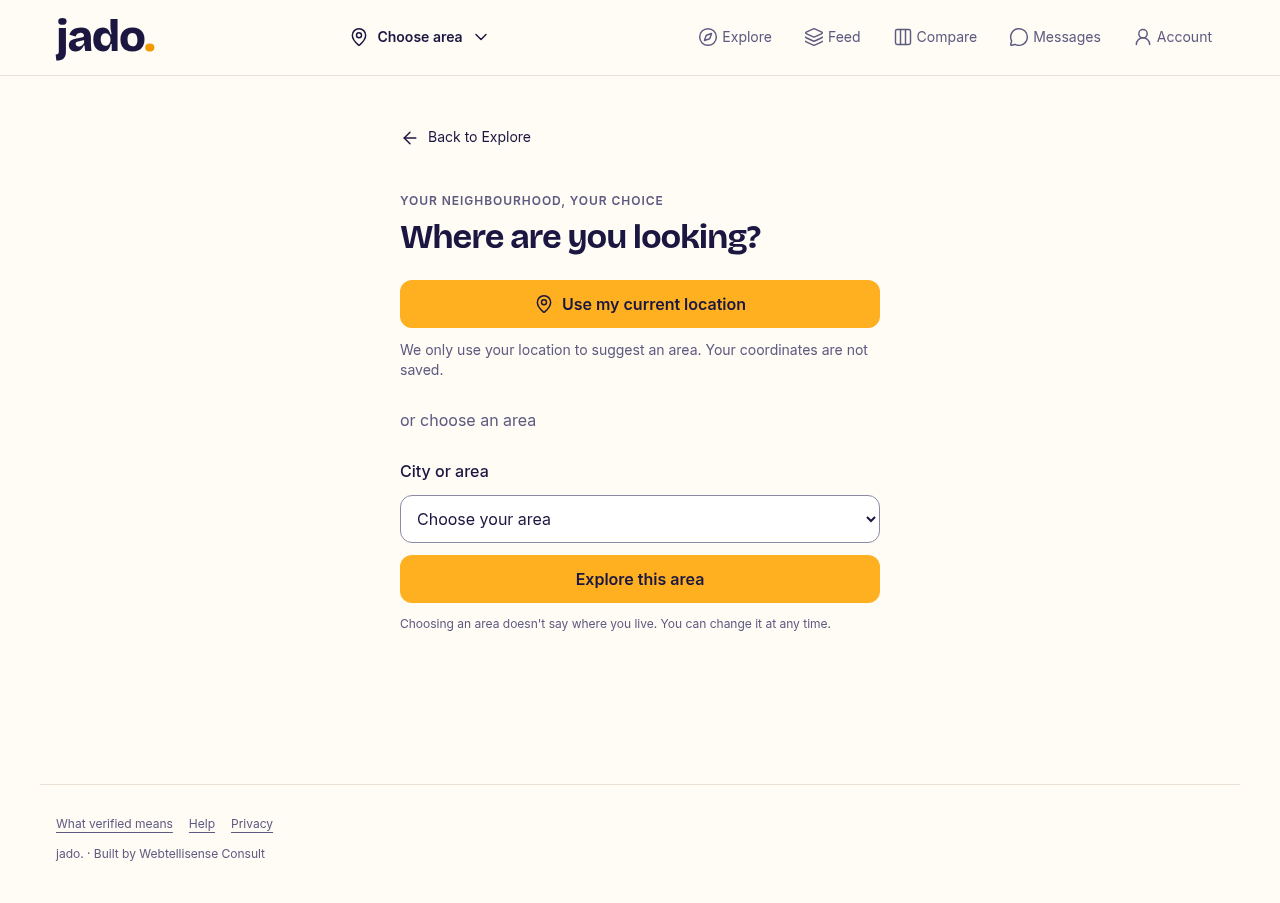 jado.
Choose area
Explore
Feed
Compare
Messages
Account
Back to Explore
YOUR NEIGHBOURHOOD, YOUR CHOICE
Where are you looking?
Use my current location
We only use your location to suggest an area. Your coordinates are not
saved.
or choose an area
City or area
Choose your area
Explore this area
Choosing an area doesn't say where you live. You can change it at any time.
What verified means
Help
Privacy
jado. · Built by Webtellisense Consult